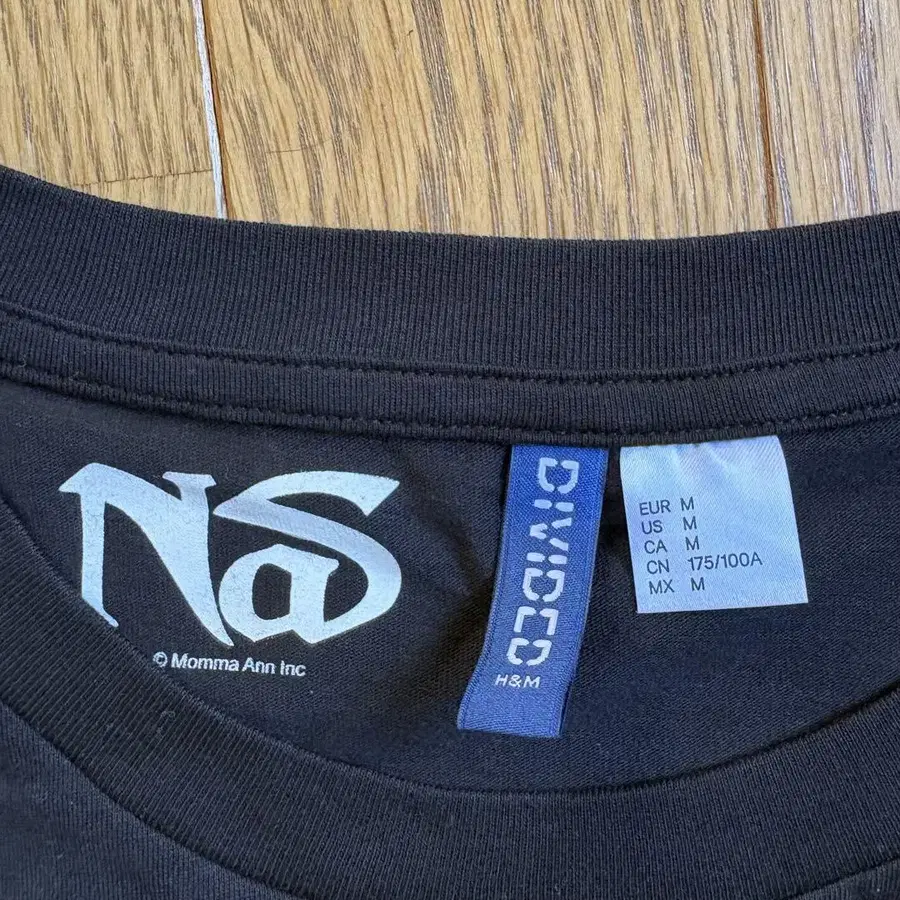 NaS
© Momma Ann Inc
DIVIDED
H&M
EUR M
US M
CA M
CN 175/100A
MX M